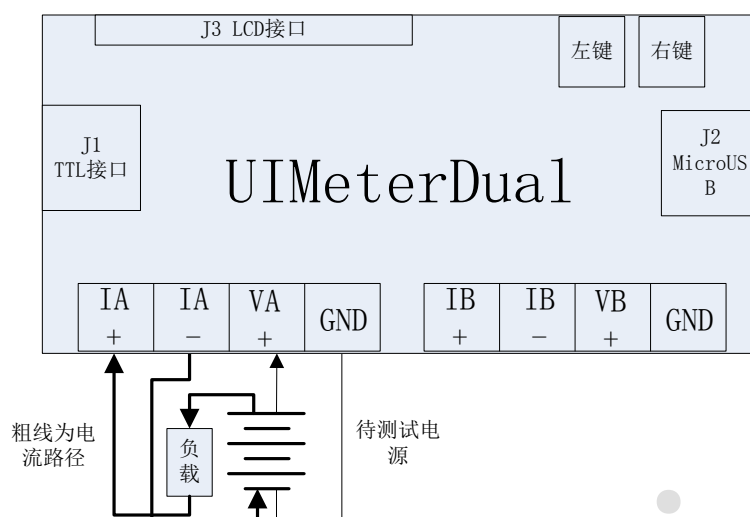 J3 LCD接口
左键
右键
J1
TTL接口
J2
MicroUS
B
UIMeterDual
IA
+
IA
−
VA
+
GND
IB
+
IB
−
VB
+
GND
粗线为电
流路径
负
载
待测试电
源